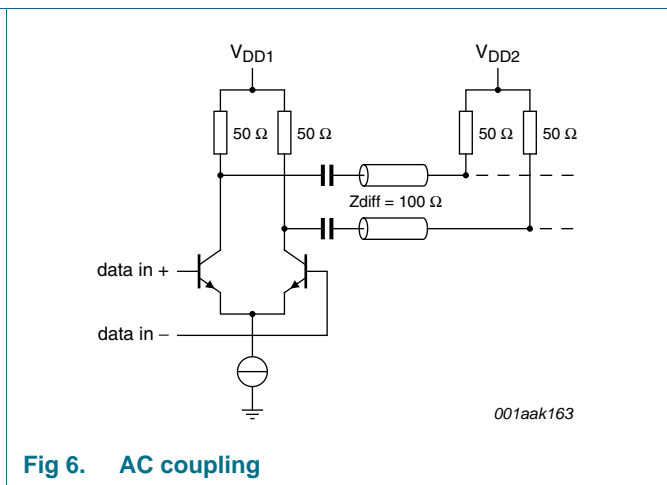 VDD1
VDD2
50 Ω
50 Ω
50 Ω
50 Ω
Zdiff = 100 Ω
data in +
data in −
001aak163
Fig 6. AC coupling